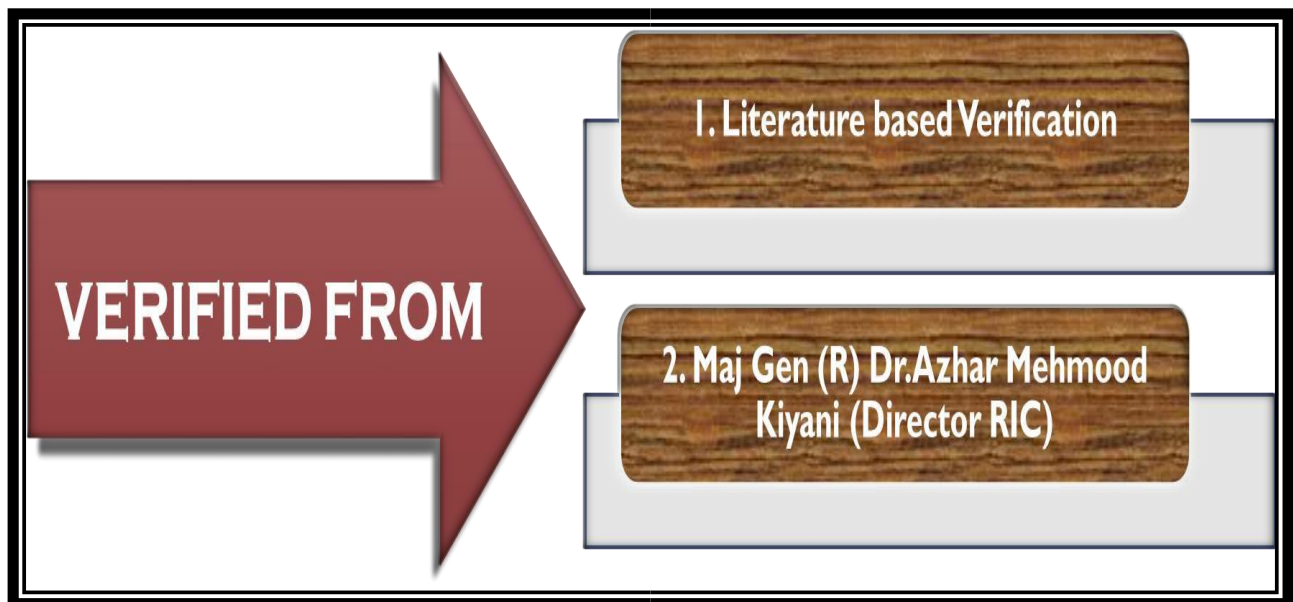 VERIFIED FROM
1. Literature based Verification
2. Maj Gen (R) Dr.Azhar Mehmood
Kiyani (Director RIC)